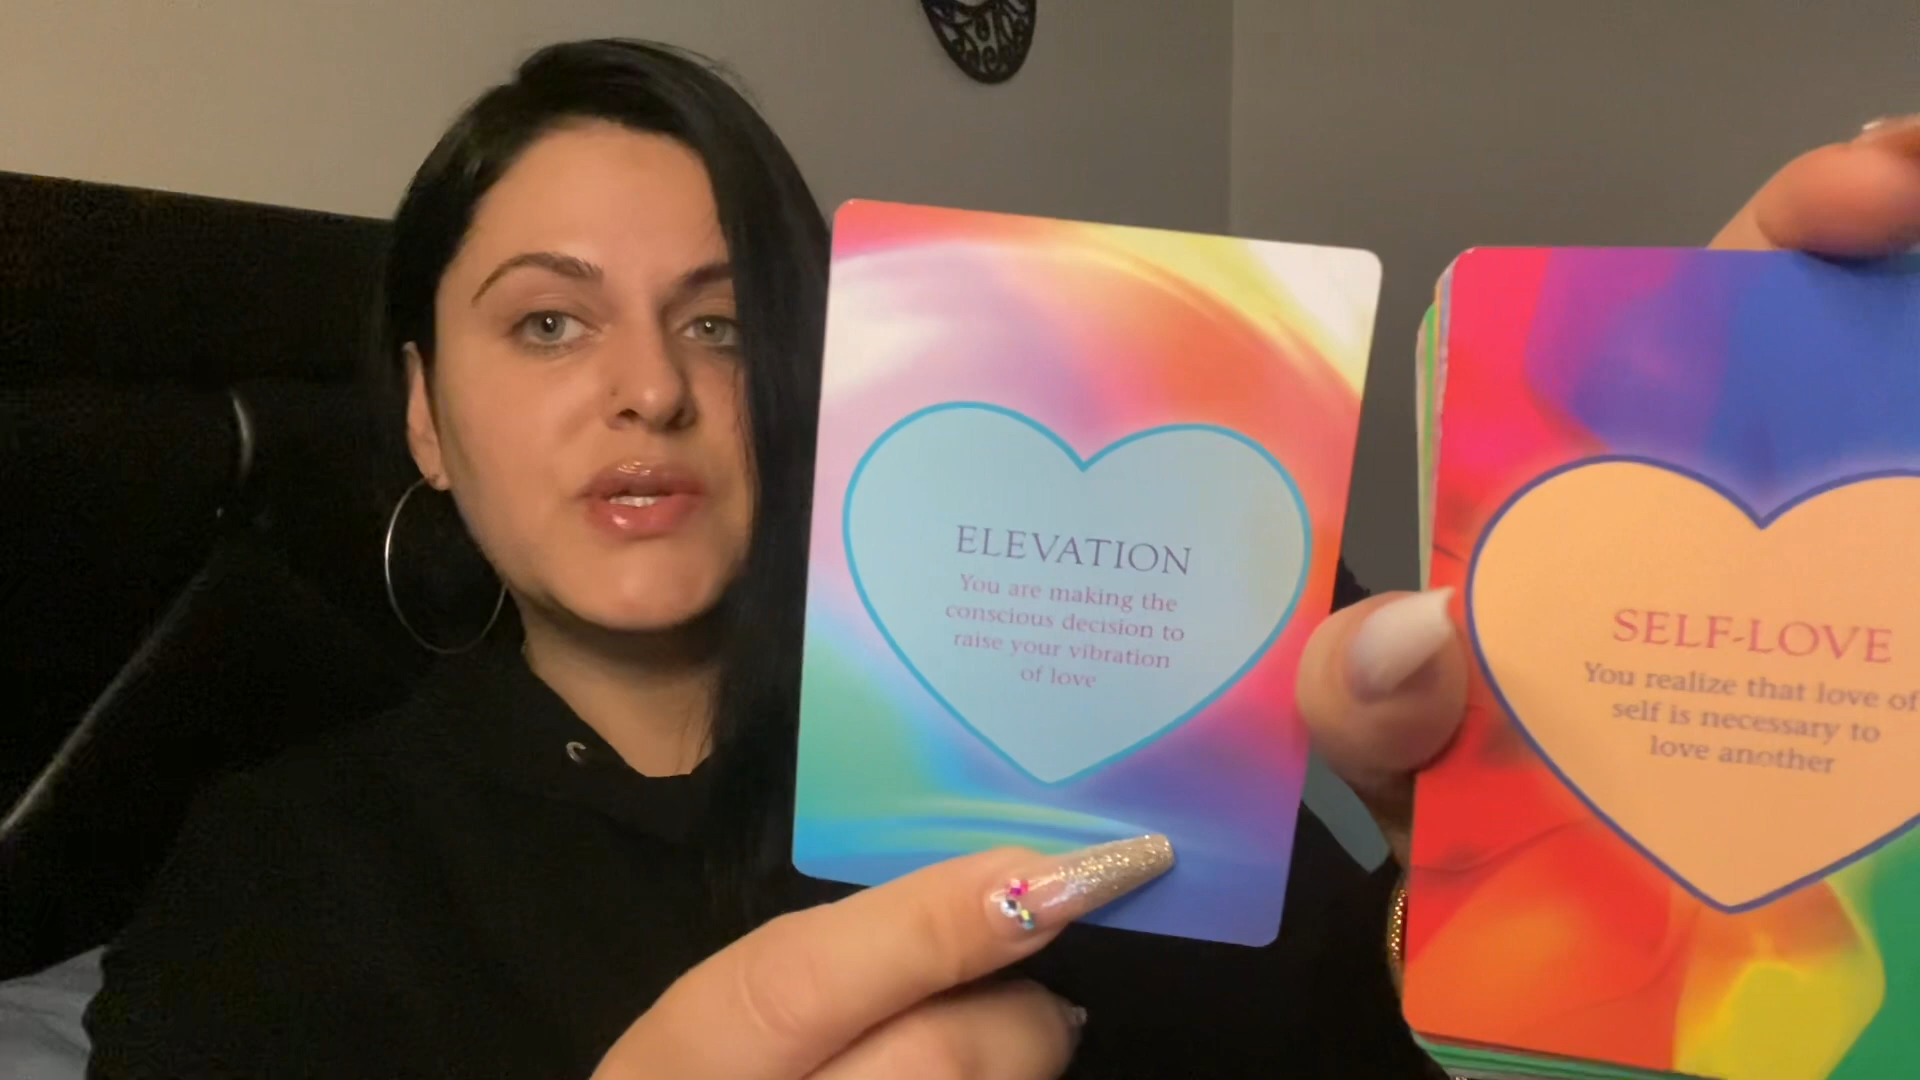 ELEVATION
You are making the
conscious decision to
raise your vibration
of love
SELF-LOVE
You realize that love of
self is necessary to
love another